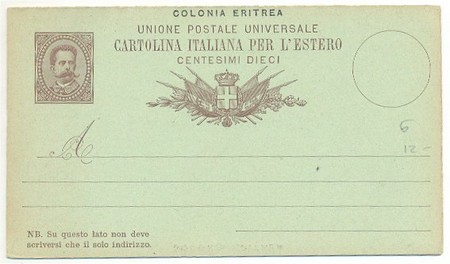 COLONIA ERITREA
UNIONE POSTALE UNIVERSALE
CARTOLINA ITALIANA PER L'ESTERO
CENTESIMI DIECI
A
6
12-
NB. Su questo lato non deve
scriversi che il solo indirizzo.